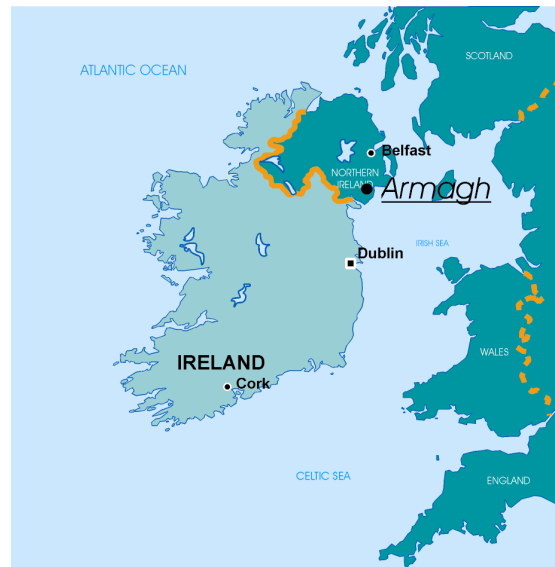 SCOTLAND
ATLANTIC OCEAN
Belfast
NORTHERN
IRELAND
Armagh
IRISH SEA
Dublin
WALES
IRELAND
Cork
CELTIC SEA
ENGLAND